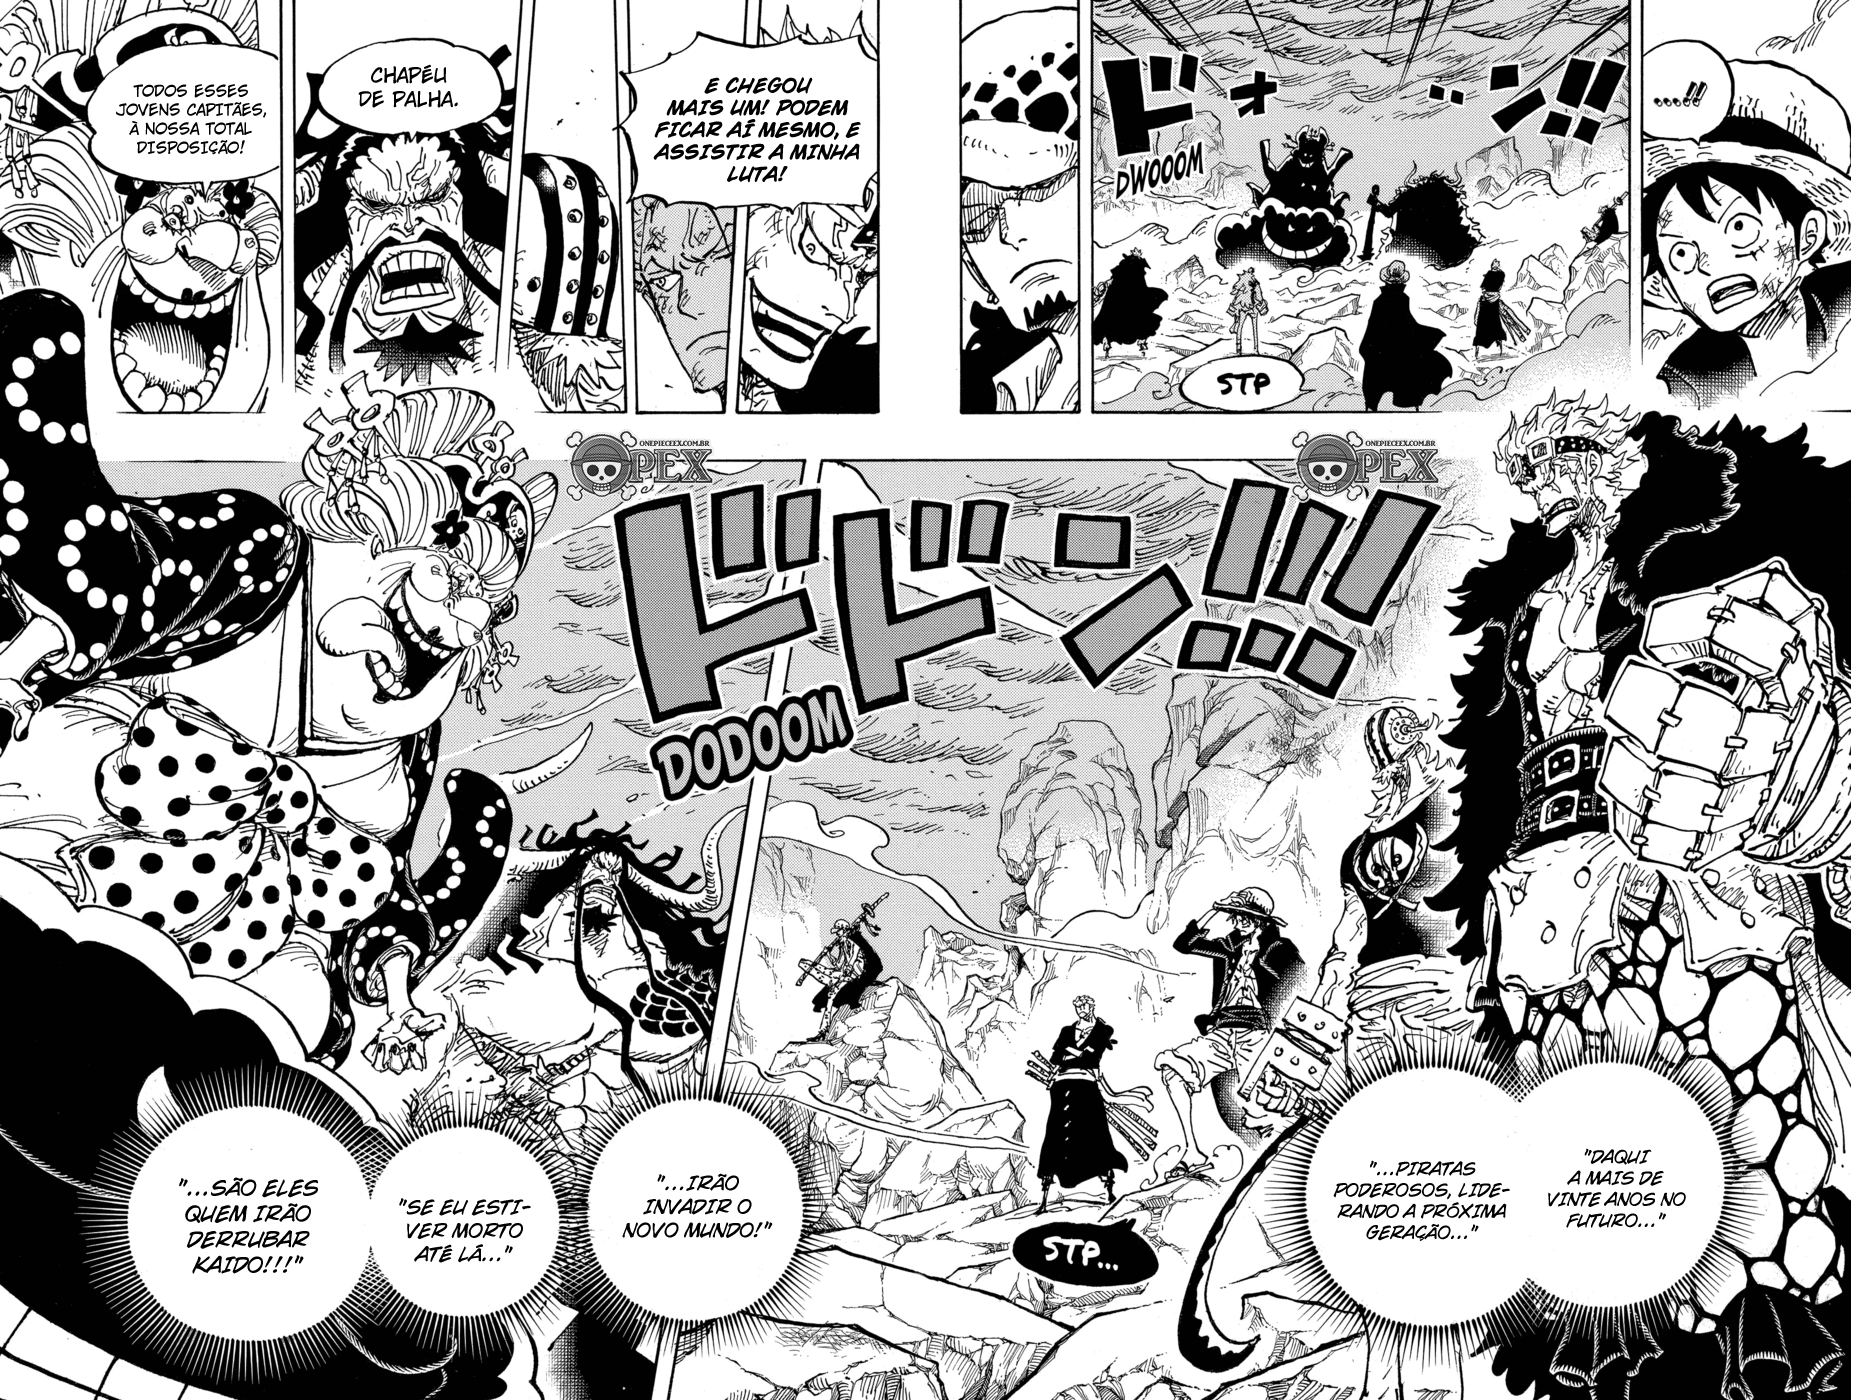 ....!!
ドォ
ン!!
DWOOOM
STP
E CHEGOU
MAIS UM! PODEM
FICAR AÍ MESMO, E
ASSISTIR A MINHA
LUTA!
CHAPÉU
DE PALHA.
TODOS ESSES
JOVENS CAPITÃES,
À NOSSA TOTAL
DISPOSIÇÃO!
ONEPIECEEX.COM.BR
OPEX
ONEPIECEEX.COM.BR
OPEX
ドドン!!!
DODOOM
"DAQUI
A MAIS DE
VINTE ANOS NO
FUTURO..."
"...PIRATAS
PODEROSOS, LIDE-
RANDO A PRÓXIMA
GERAÇÃO..."
STP...
"...IRÃO
INVADIR O
NOVO MUNDO!"
"SE EU ESTI-
VER MORTO
ATÉ LÁ..."
"...SÃO ELES
QUEM IRÃO
DERRUBAR
KAIDO!!!"